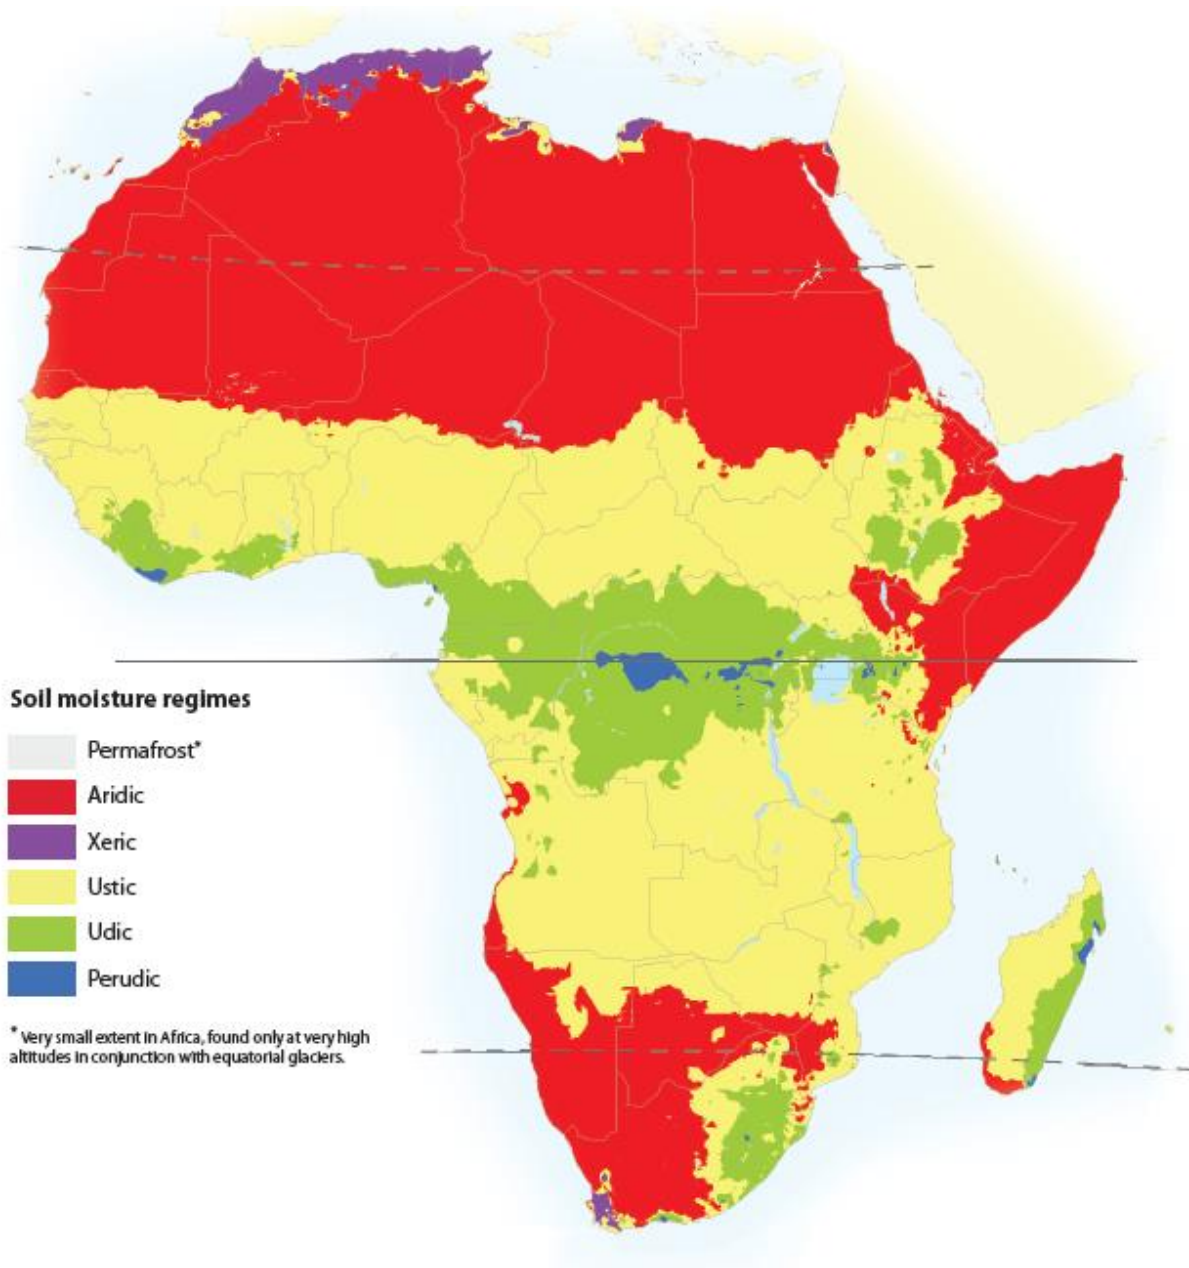 Soil moisture regimes
Permafrost*
Aridic
Xeric
Ustic
Udic
Perudic
* Very small extent in Africa, found only at very high
altitudes in conjunction with equatorial glaciers.